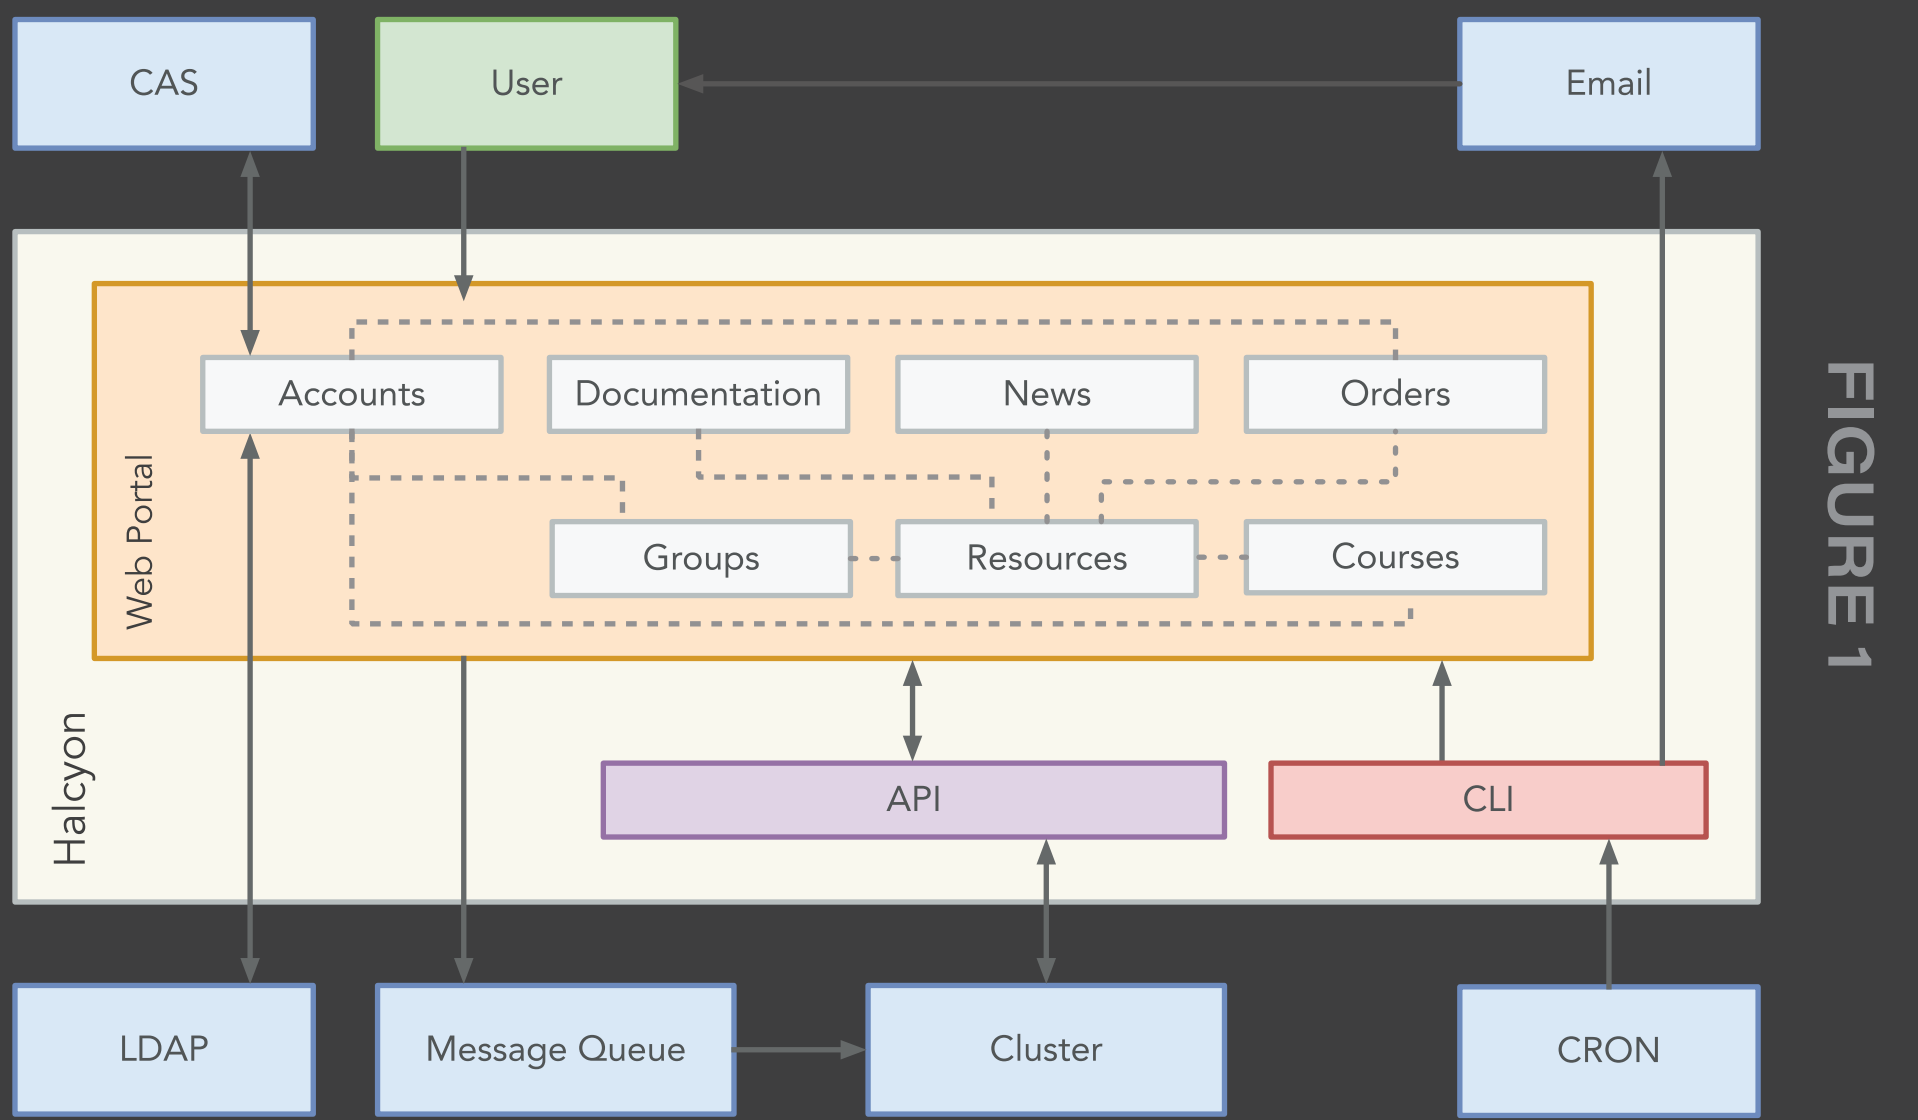 CAS
User
Email
Accounts
Documentation
News
Orders
Web Portal
Groups
Resources
Courses
Halcyon
API
CLI
LDAP
Message Queue
Cluster
CRON
FIGURE 1